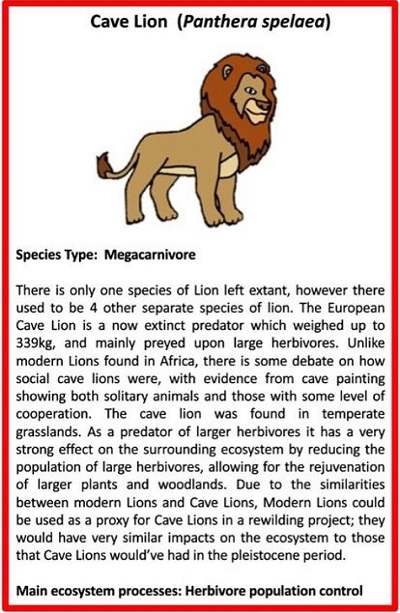 Cave Lion (Panthera spelaea)
Species Type: Megacarnivore
There is only one species of Lion left extant, however there
used to be 4 other separate species of lion. The European
Cave Lion is a now extinct predator which weighed up to
339kg, and mainly preyed upon large herbivores. Unlike
modern Lions found in Africa, there is some debate on how
social cave lions were, with evidence from cave painting
showing both solitary animals and those with some level of
cooperation. The cave lion was found in temperate
grasslands. As a predator of larger herbivores it has a very
strong effect on the surrounding ecosystem by reducing the
population of large herbivores, allowing for the rejuvenation
of larger plants and woodlands. Due to the similarities
between modern Lions and Cave Lions, Modern Lions could
be used as a proxy for Cave Lions in a rewilding project; they
would have very similar impacts on the ecosystem to those
that Cave Lions would’ve had in the pleistocene period.
Main ecosystem processes: Herbivore population control